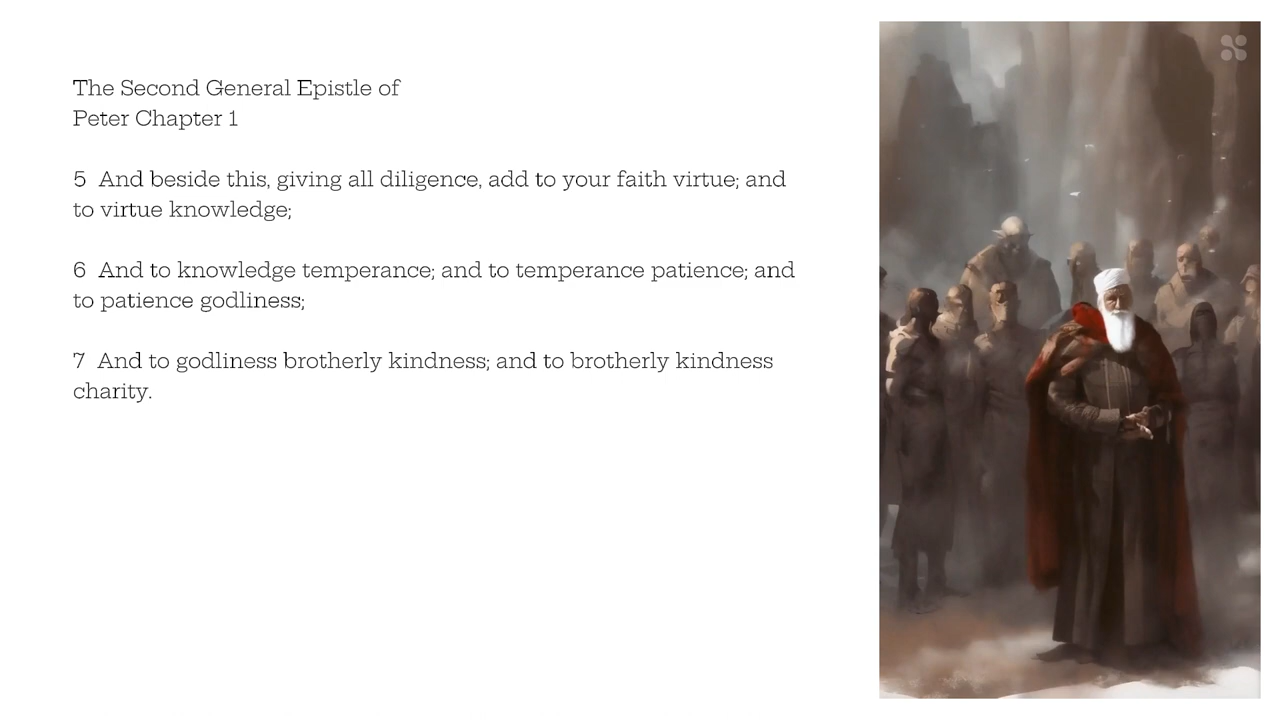 The Second General Epistle of
Peter Chapter 1
5 And beside this, giving all diligence, add to your faith virtue; and
to virtue knowledge;
6 And to knowledge temperance; and to temperance patience; and
to patience godliness;
7 And to godliness brotherly kindness; and to brotherly kindness
charity.